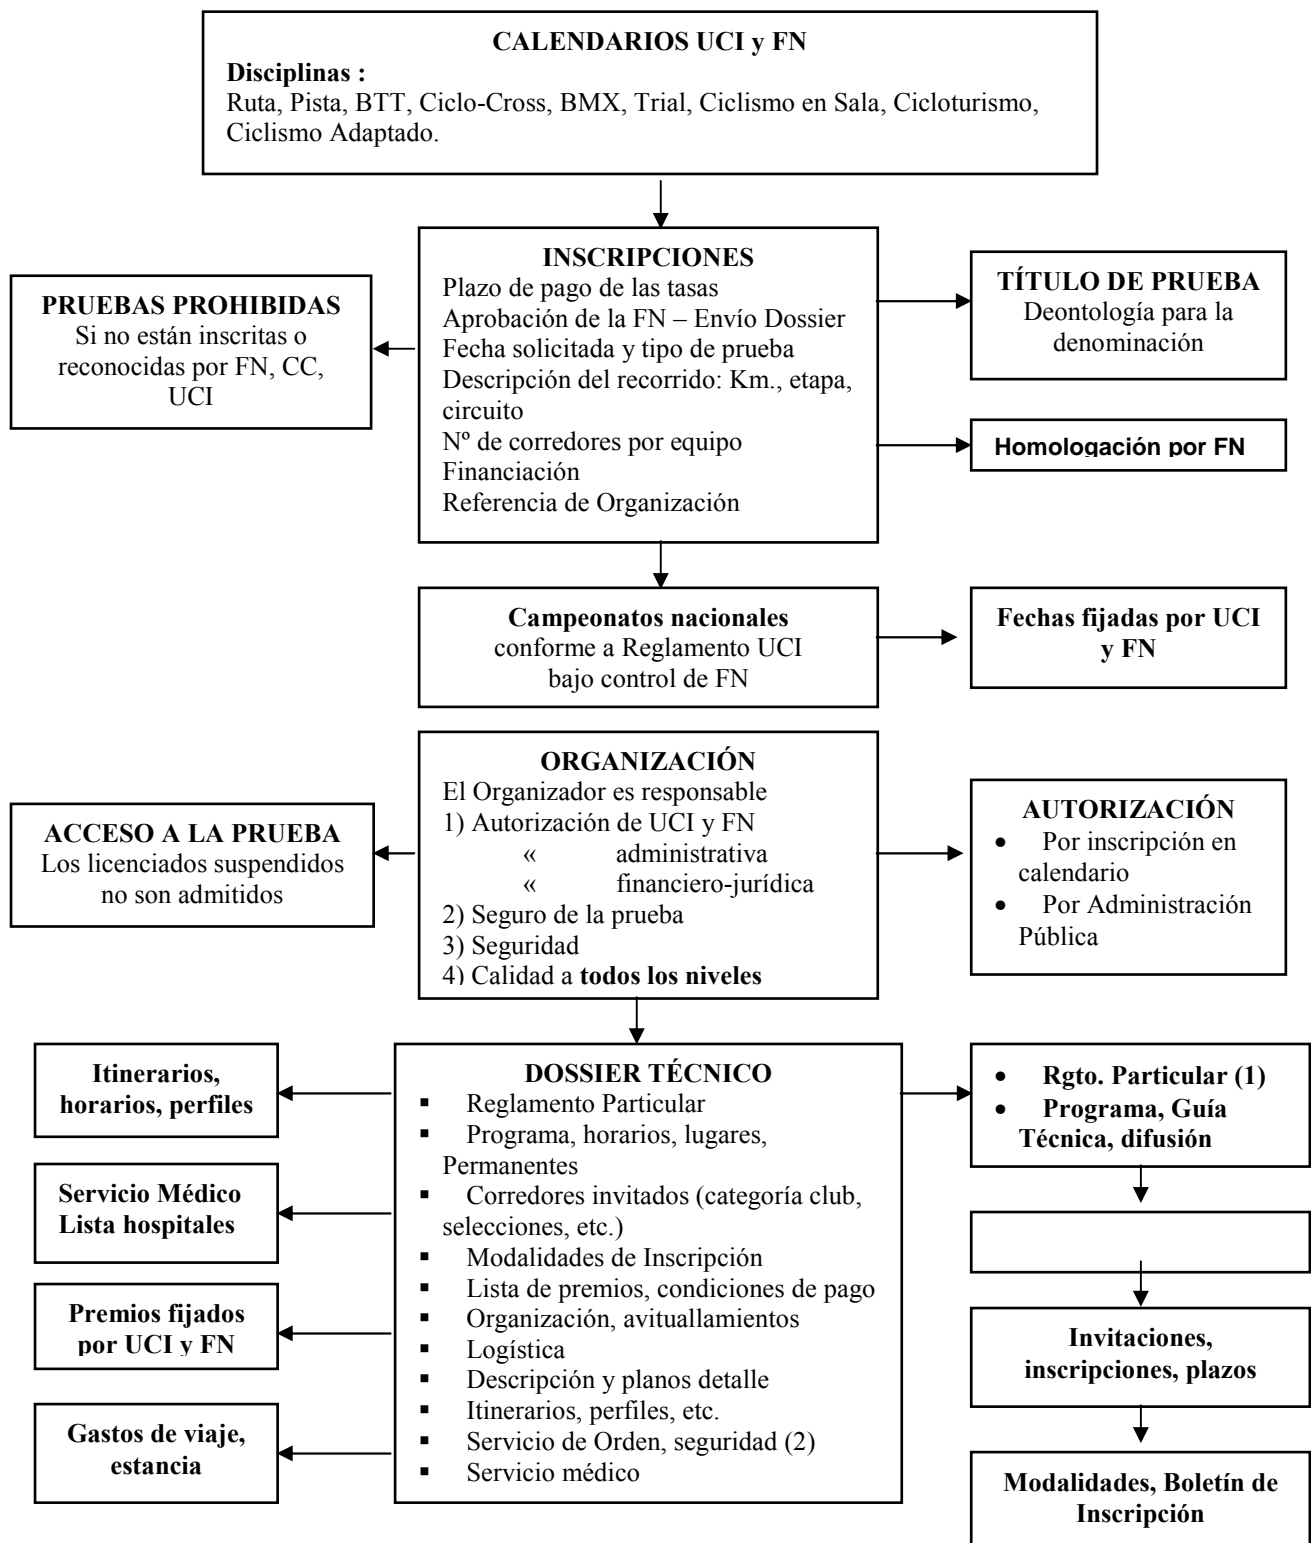 CALENDARIOS UCI y FN
Disciplinas :
Ruta, Pista, BTT, Ciclo-Cross, BMX, Trial, Ciclismo en Sala, Cicloturismo,
Ciclismo Adaptado.
INSCRIPCIONES
Plazo de pago de las tasas
Aprobación de la FN – Envío Dossier
Fecha solicitada y tipo de prueba
Descripción del recorrido: Km., etapa,
circuito
Nº de corredores por equipo
Financiación
Referencia de Organización
PRUEBAS PROHIBIDAS
Si no están inscritas o
reconocidas por FN, CC,
UCI
TÍTULO DE PRUEBA
Deontología para la
denominación
Homologación por FN
Campeonatos nacionales
conforme a Reglamento UCI
bajo control de FN
Fechas fijadas por UCI
y FN
ORGANIZACIÓN
El Organizador es responsable
1) Autorización de UCI y FN
« administrativa
« financiero-jurídica
2) Seguro de la prueba
3) Seguridad
4) Calidad a todos los niveles
ACCESO A LA PRUEBA
Los licenciados suspendidos
no son admitidos
AUTORIZACIÓN
• Por inscripción en
calendario
• Por Administración
Pública
DOSSIER TÉCNICO
▪ Reglamento Particular
▪ Programa, horarios, lugares,
Permanentes
▪ Corredores invitados (categoría club,
selecciones, etc.)
▪ Modalidades de Inscripción
▪ Lista de premios, condiciones de pago
▪ Organización, avituallamientos
▪ Logística
▪ Descripción y planos detalle
▪ Itinerarios, perfiles, etc.
▪ Servicio de Orden, seguridad (2)
▪ Servicio médico
Itinerarios,
horarios, perfiles
Servicio Médico
Lista hospitales
Premios fijados
por UCI y FN
Gastos de viaje,
estancia
• Rgto. Particular (1)
• Programa, Guía
Técnica, difusión
Invitaciones,
inscripciones, plazos
Modalidades, Boletín de
Inscripción